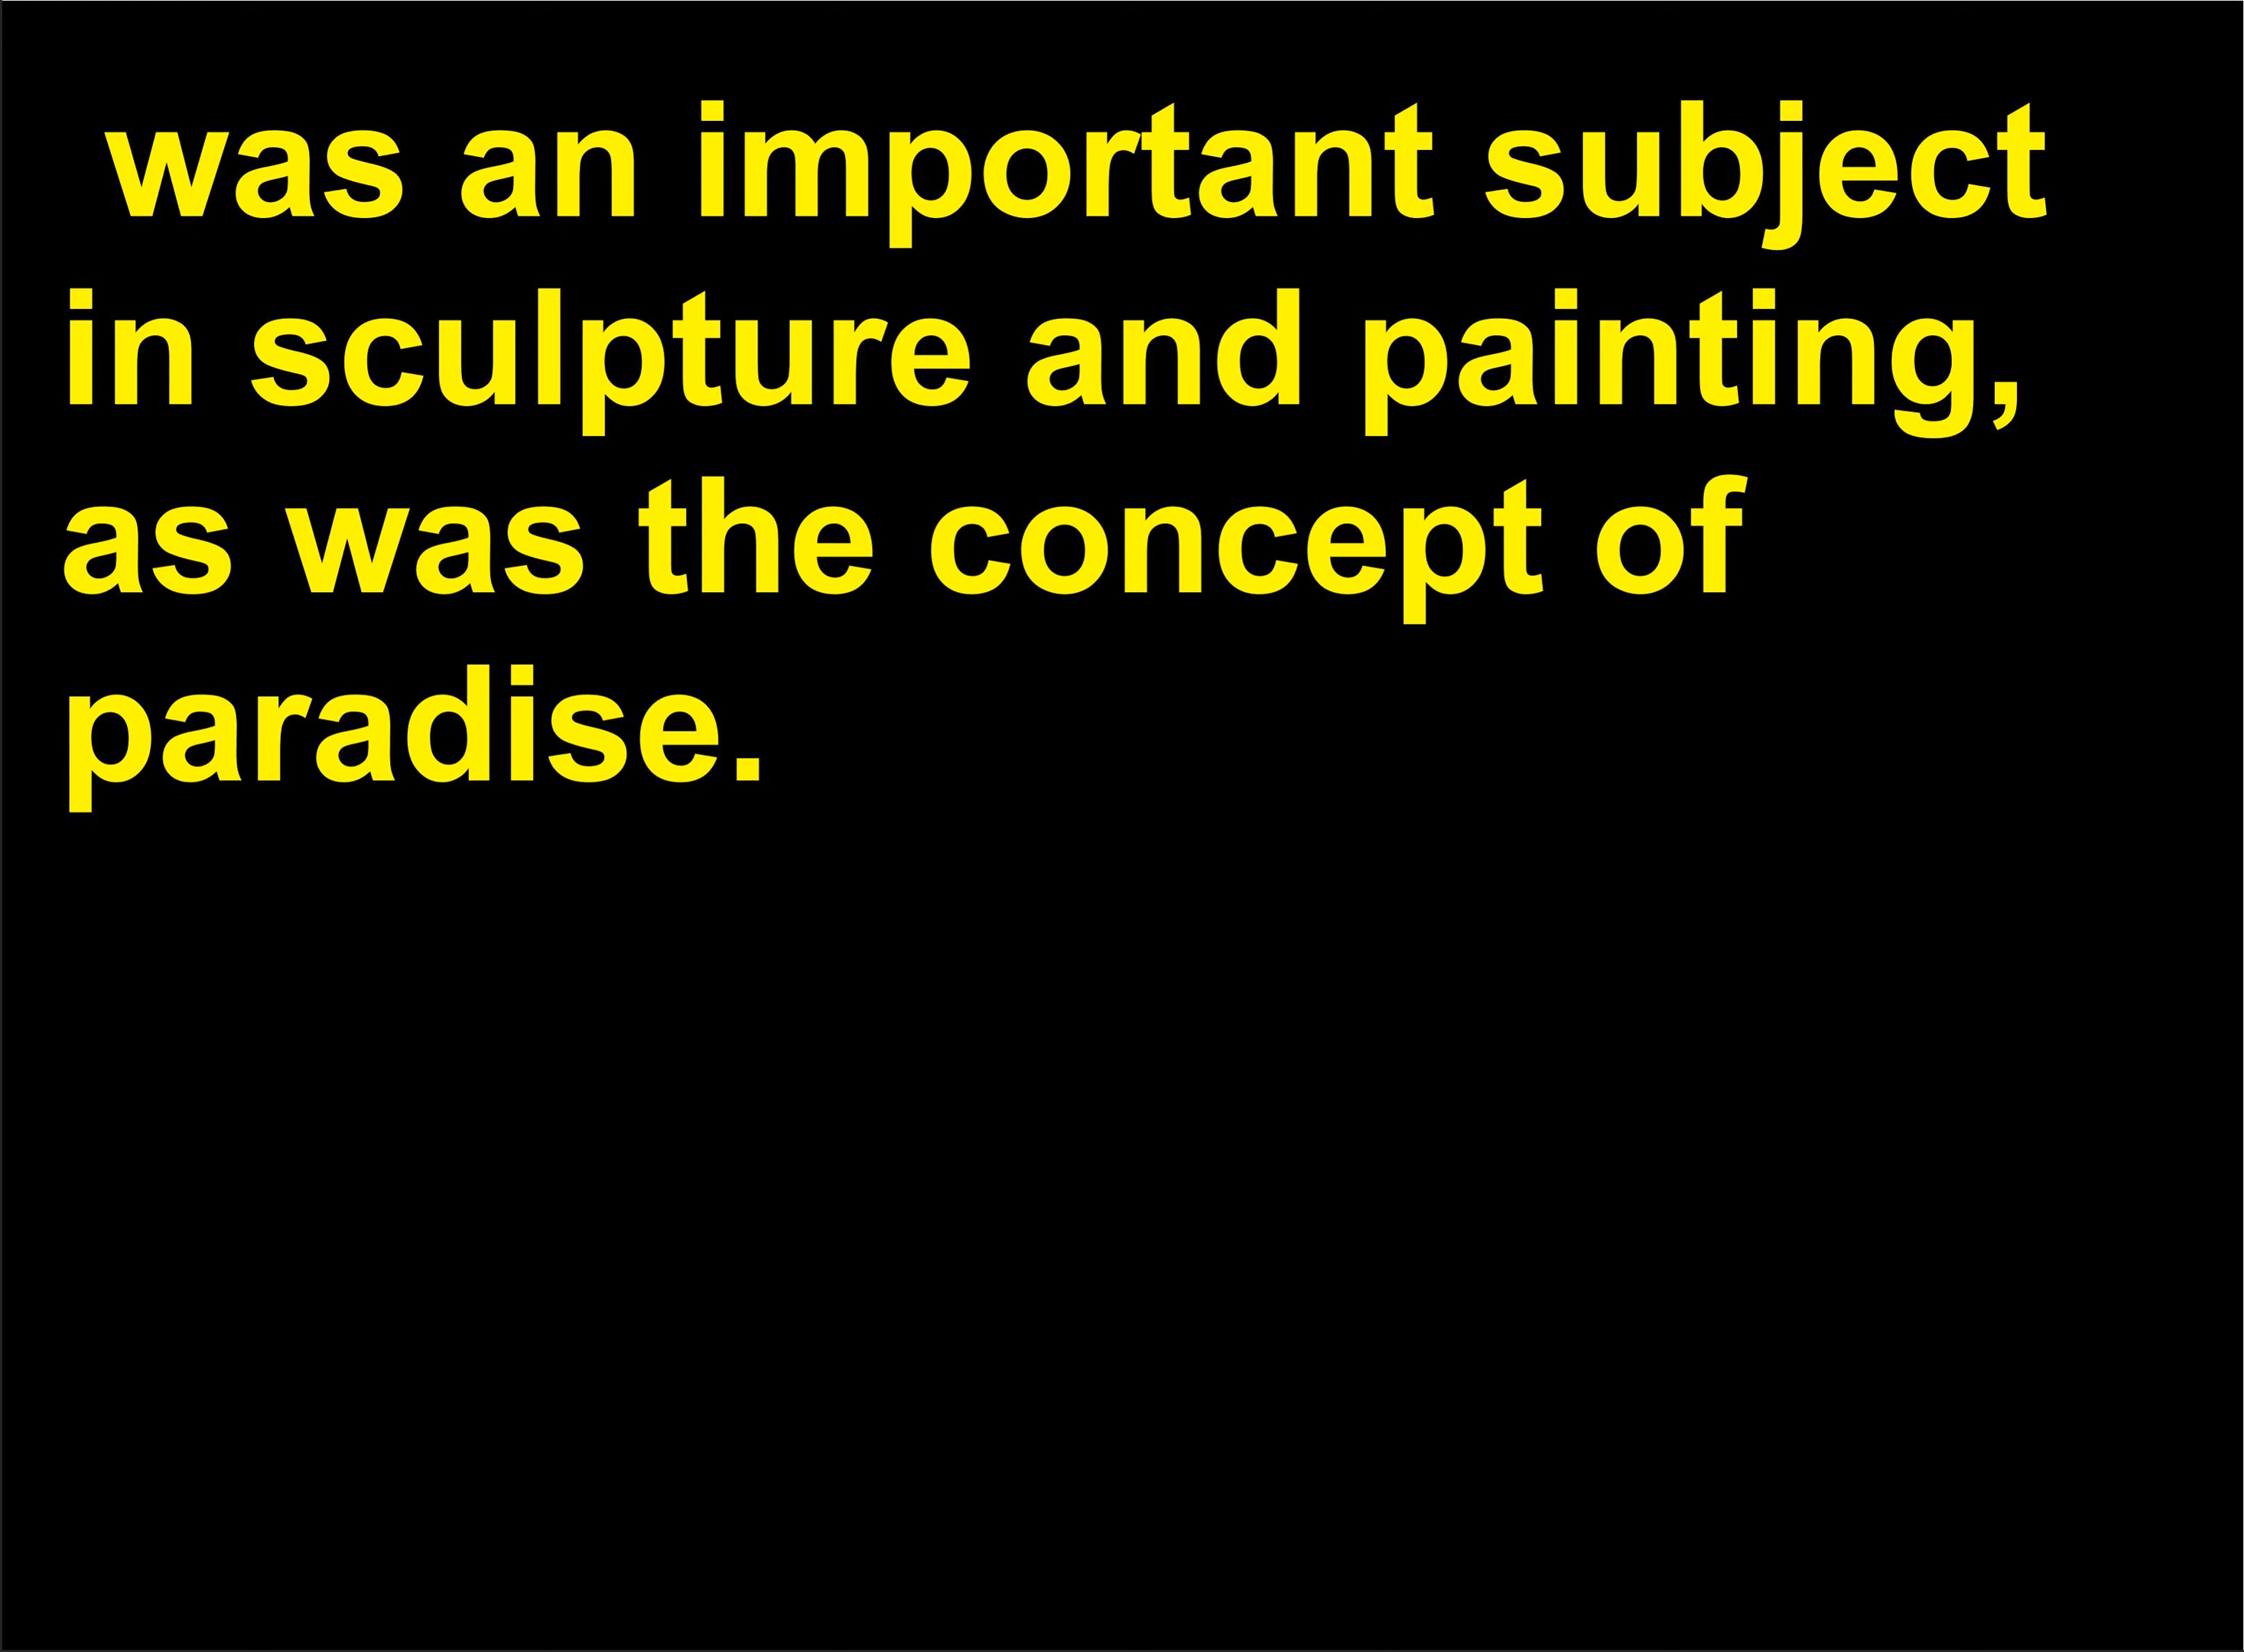 was an important subject
in sculpture and painting,
as was the concept of
paradise.